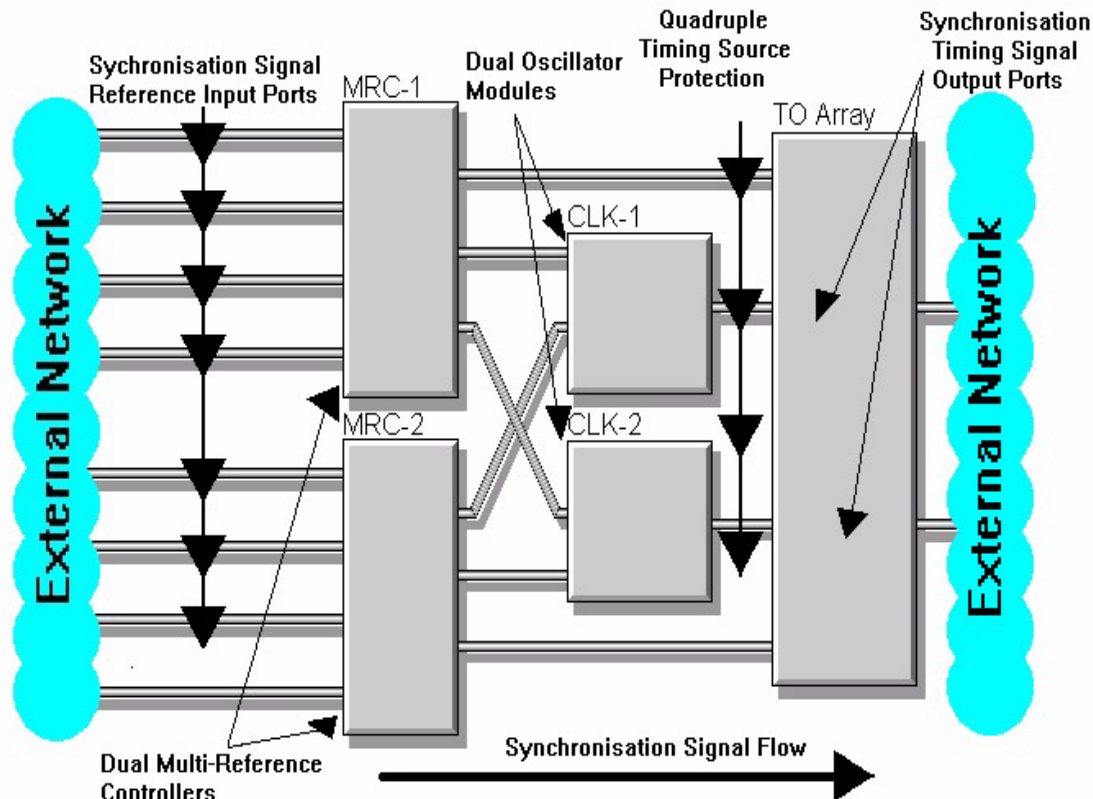 Sychronisation Signal
Reference Input Ports
MRC-1
Dual Oscillator
Modules
Quadruple
Timing Source
Protection
Synchronisation
Timing Signal
Output Ports
TO Array
CLK-1
External Network
External Network
MRC-2
CLK-2
Dual Multi-Reference
Controllers
Synchronisation Signal Flow